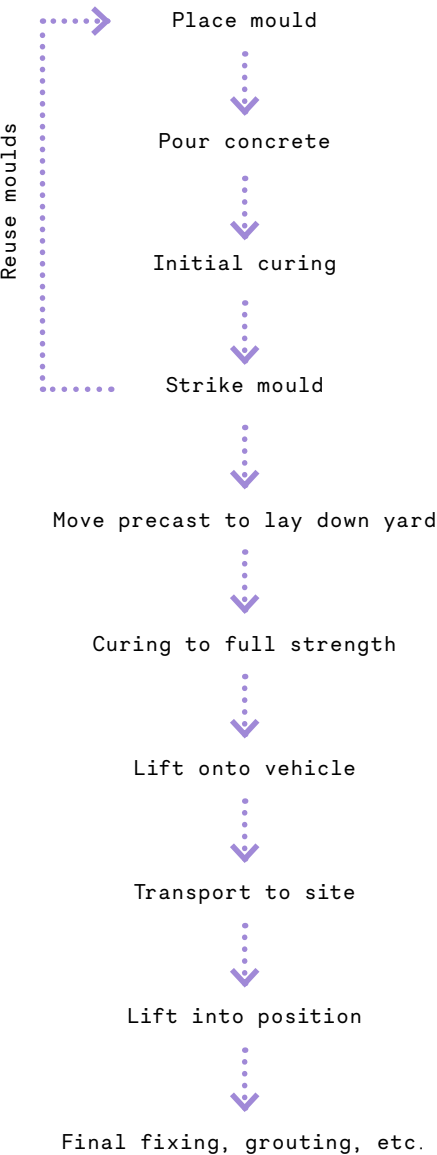 Place mould
Pour concrete
Reuse moulds
Initial curing
Strike mould
Move precast to lay down yard
Curing to full strength
Lift onto vehicle
Transport to site
Lift into position
Final fixing, grouting, etc.